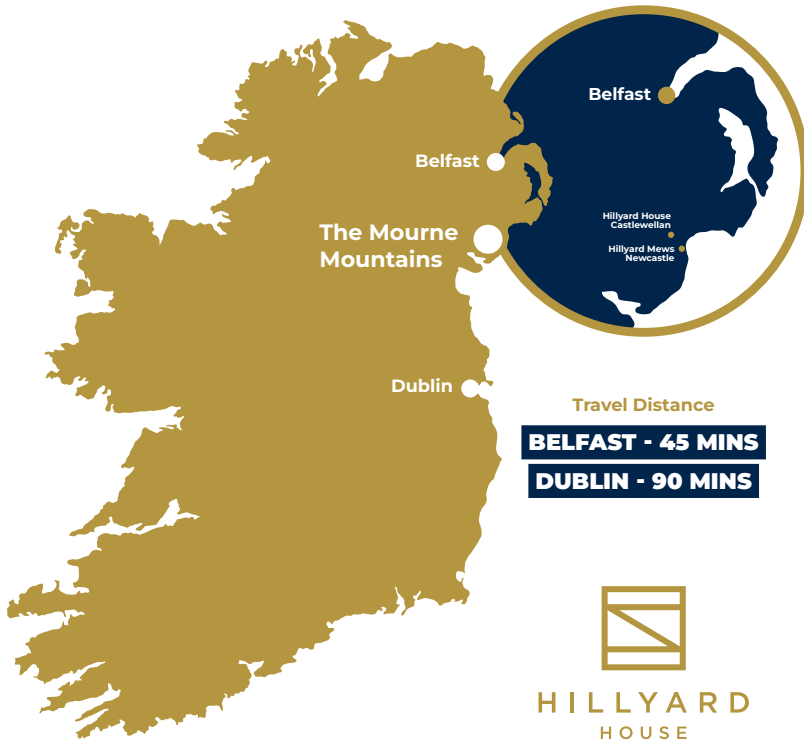 Belfast
The Mourne
Mountains
Dublin
Belfast
Hillyard House
Castlewellan
Hillyard Mews
Newcastle
Travel Distance
BELFAST - 45 MINS
DUBLIN - 90 MINS
HILLYARD
HOUSE